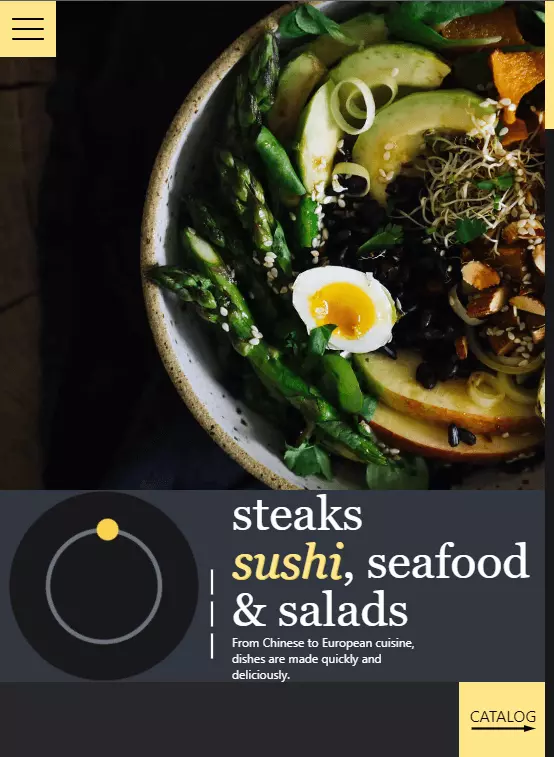 steaks
sushi, seafood
& salads
From Chinese to European cuisine,
dishes are made quickly and
deliciously.
CATALOG